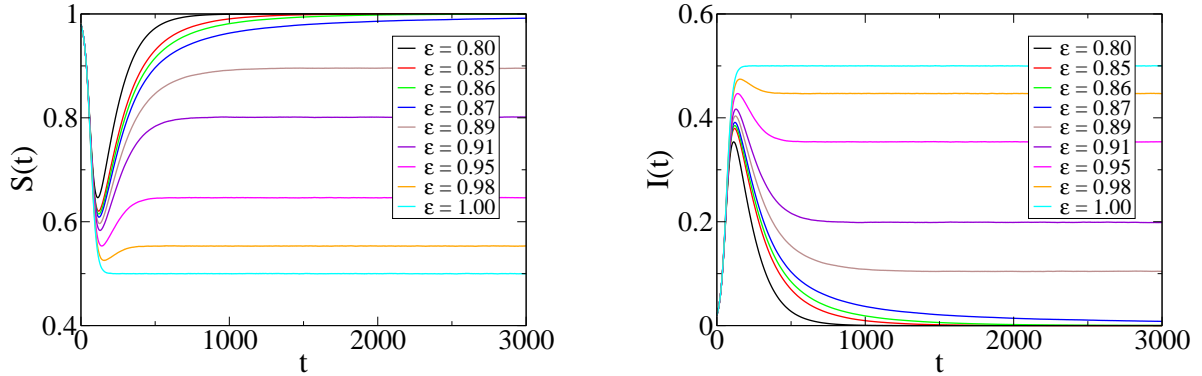 1
0.8
0.6
0.4
S(t)
0
1000
2000
3000
t
ε = 0.80
ε = 0.85
ε = 0.86
ε = 0.87
ε = 0.89
ε = 0.91
ε = 0.95
ε = 0.98
ε = 1.00
0.6
0.4
0.2
0
I(t)
0
1000
2000
3000
t
ε = 0.80
ε = 0.85
ε = 0.86
ε = 0.87
ε = 0.89
ε = 0.91
ε = 0.95
ε = 0.98
ε = 1.00